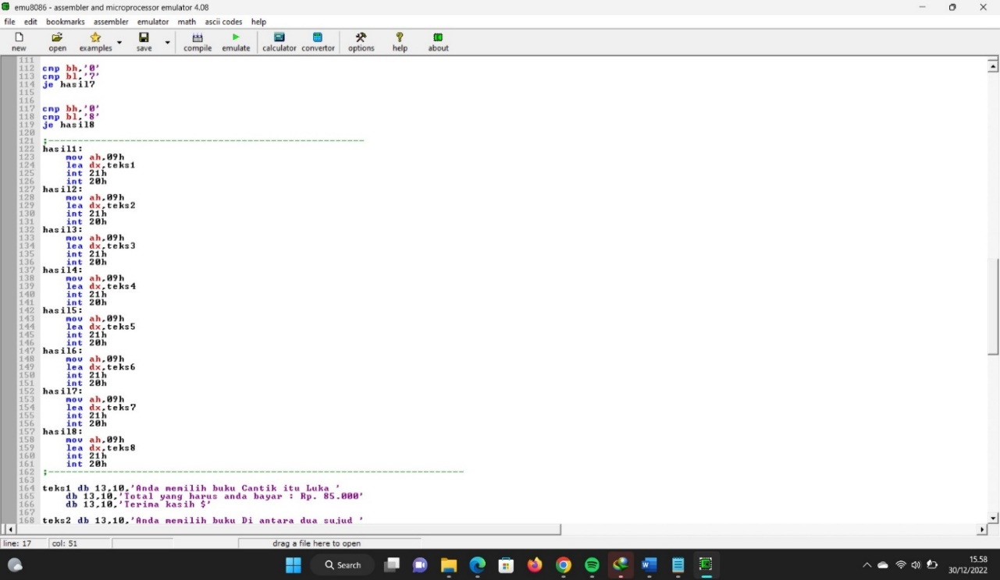 emu8086 - assembler and microprocessor emulator 4.08
file edit bookmarks assembler emulator math ascii codes help
new open examples save compile emulate calculator convertor options help about
111
112 cmp bh,'0'
113 cmp bl,'7'
114 je hasil7
115
116
117 cmp bh,'0'
118 cmp bl,'8'
119 je hasil8
120
121 ;------------------------------------------------------
122 hasil1:
123 mov ah,09h
124 lea dx,teks1
125 int 21h
126 int 20h
127 hasil2:
128 mov ah,09h
129 lea dx,teks2
130 int 21h
131 int 20h
132 hasil3:
133 mov ah,09h
134 lea dx,teks3
135 int 21h
136 int 20h
137 hasil4:
138 mov ah,09h
139 lea dx,teks4
140 int 21h
141 int 20h
142 hasil5:
143 mov ah,09h
144 lea dx,teks5
145 int 21h
146 int 20h
147 hasil6:
148 mov ah,09h
149 lea dx,teks6
150 int 21h
151 int 20h
152 hasil7:
153 mov ah,09h
154 lea dx,teks7
155 int 21h
156 int 20h
157 hasil8:
158 mov ah,09h
159 lea dx,teks8
160 int 21h
161 int 20h
162 ;-----------------------------------------------------------------------
163
164 teks1 db 13,10,'Anda memilih buku Cantik itu Luka '
165 db 13,10,'Total yang harus anda bayar : Rp. 85.000'
166 db 13,10,'Terima kasih $'
167
168 teks2 db 13,10,'Anda memilih buku Di antara dua sujud '
line: 17 col: 51 drag a file here to open
Search
15.58
30/12/2022